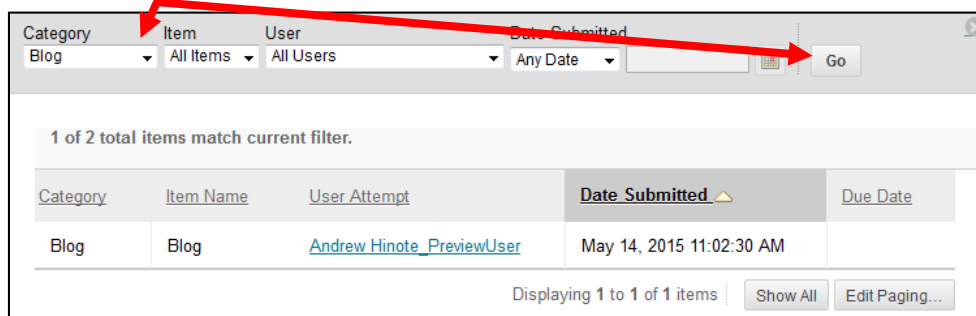 Category Item User Date Submitted
Blog All Items All Users Any Date Go
1 of 2 total items match current filter.
Category Item Name User Attempt Date Submitted Due Date
Blog Blog Andrew Hinote_PreviewUser May 14, 2015 11:02:30 AM
Displaying 1 to 1 of 1 items Show All Edit Paging...